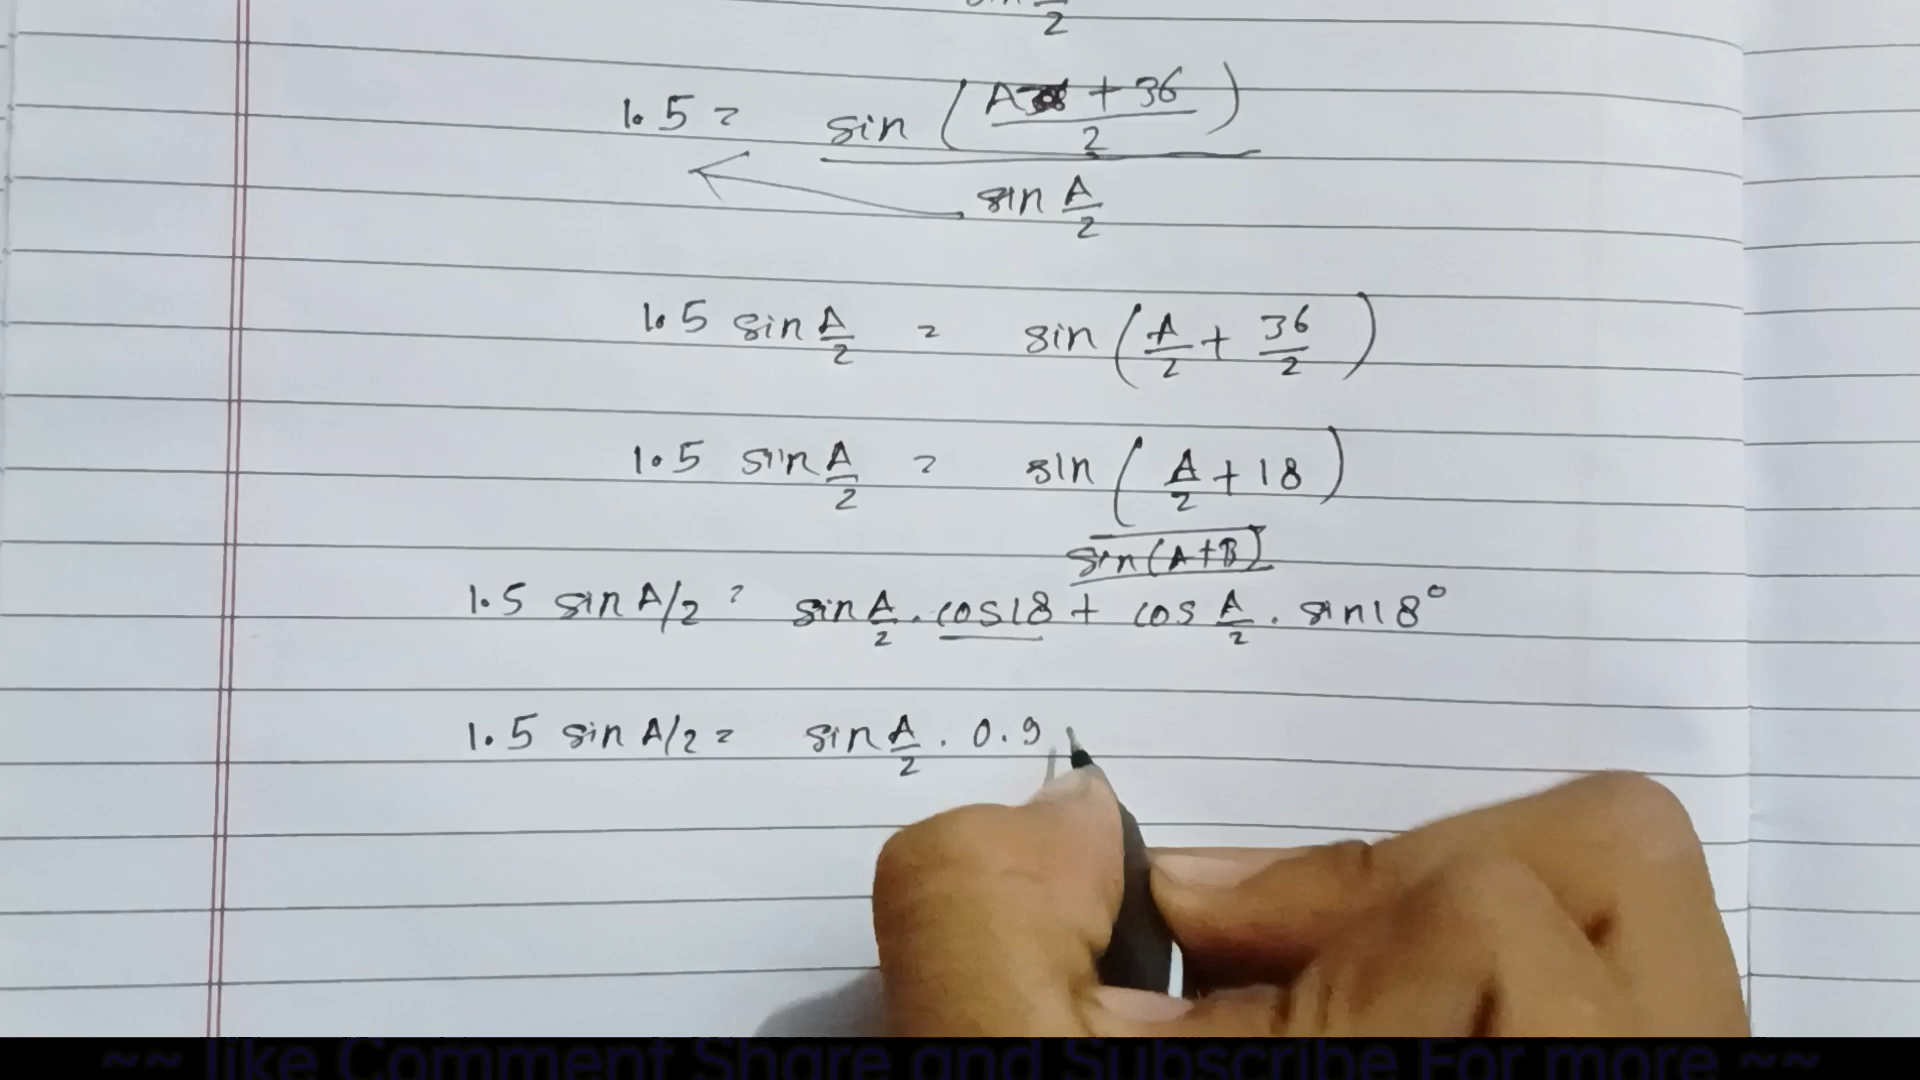 2
1.5 = sin (A + 36 / 2) / sin A/2
1.5 sin A/2 = sin (A/2 + 36/2)
1.5 sin A/2 = sin (A/2 + 18)
sin (A+B)
1.5 sin A/2 = sin A/2 . cos18 + cos A/2 . sin18°
1.5 sin A/2 = sin A/2 . 0.9
~~ like Comment Share and Subscribe For more ~~